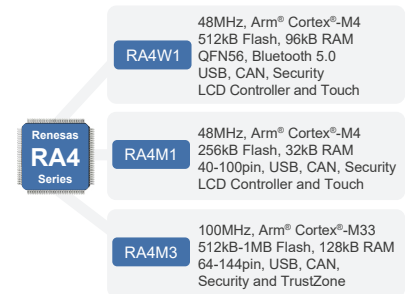 Renesas
RA4
Series
RA4W1
48MHz, Arm® Cortex®-M4
512kB Flash, 96kB RAM
QFN56, Bluetooth 5.0
USB, CAN, Security
LCD Controller and Touch
RA4M1
48MHz, Arm® Cortex®-M4
256kB Flash, 32kB RAM
40-100pin, USB, CAN, Security
LCD Controller and Touch
RA4M3
100MHz, Arm® Cortex®-M33
512kB-1MB Flash, 128kB RAM
64-144pin, USB, CAN,
Security and TrustZone